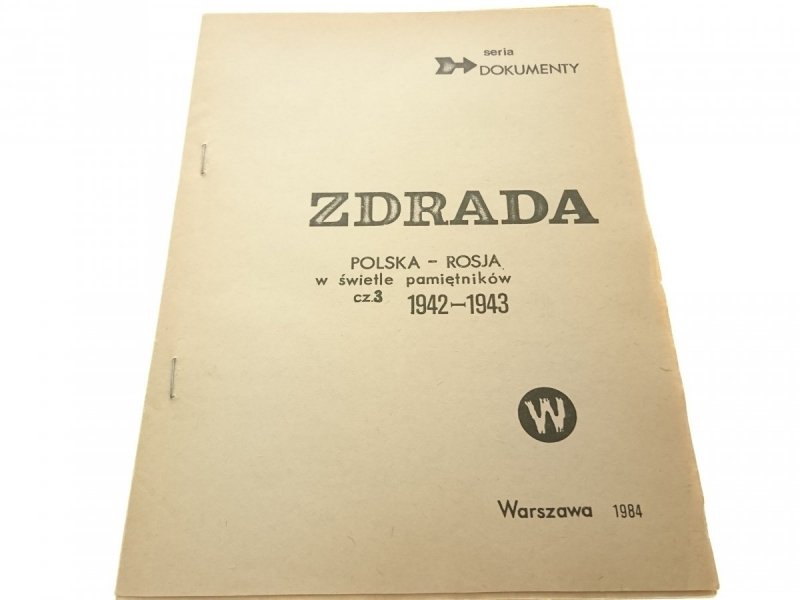 seria
DOKUMENTY
ZDRADA
POLSKA - ROSJA
w świetle pamiętników
cz.3 1942-1943
W
Warszawa 1984